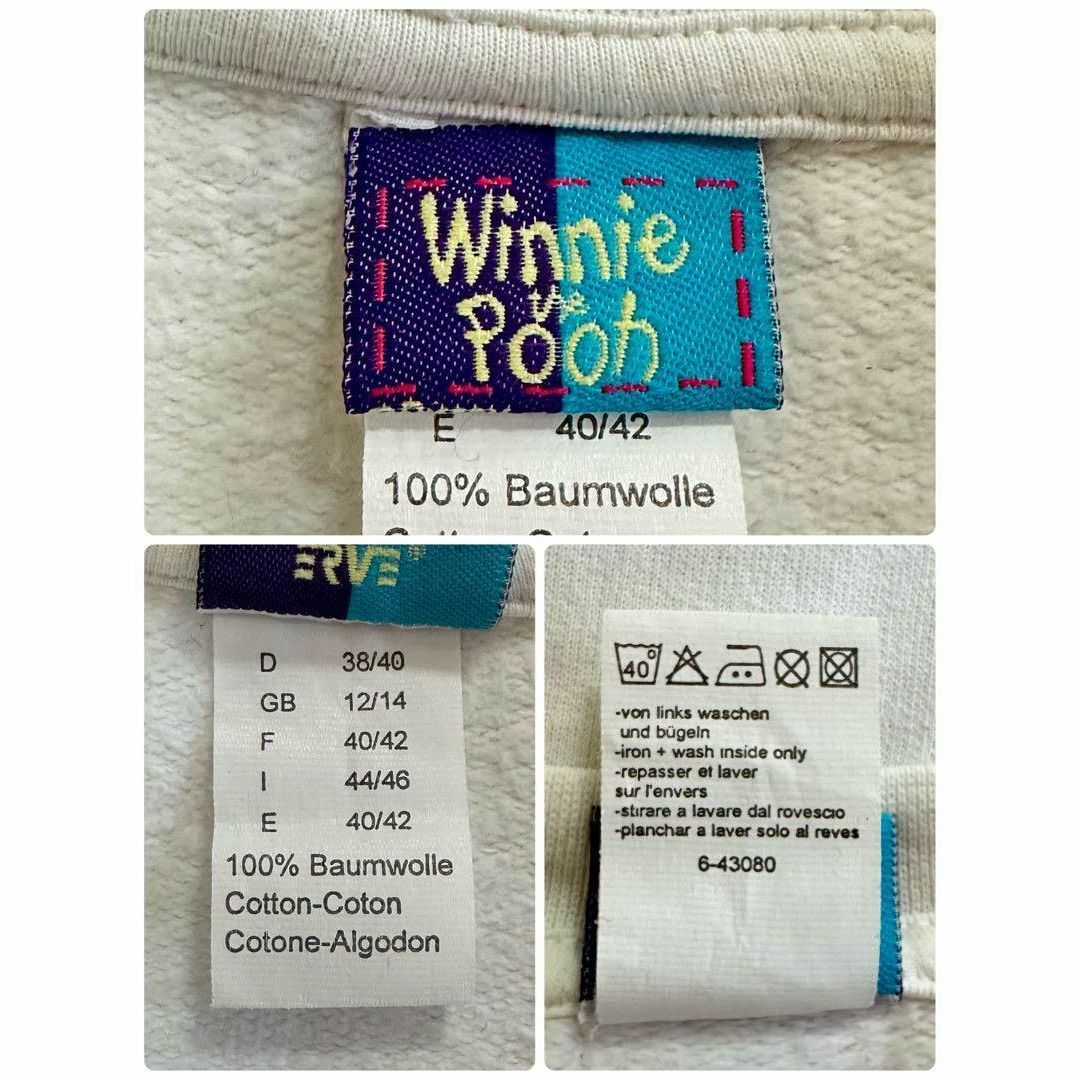 Winnie
the
Pooh
E 40/42
100% Baumwolle
ERVE®
D 38/40
GB 12/14
F 40/42
I 44/46
E 40/42
100% Baumwolle
Cotton-Coton
Cotone-Algodon
40°
-von links waschen
und bügeln
-iron + wash inside only
-repasser et laver
sur l'envers
-stirare a lavare dal rovescio
-planchar a laver solo al reves
6-43080